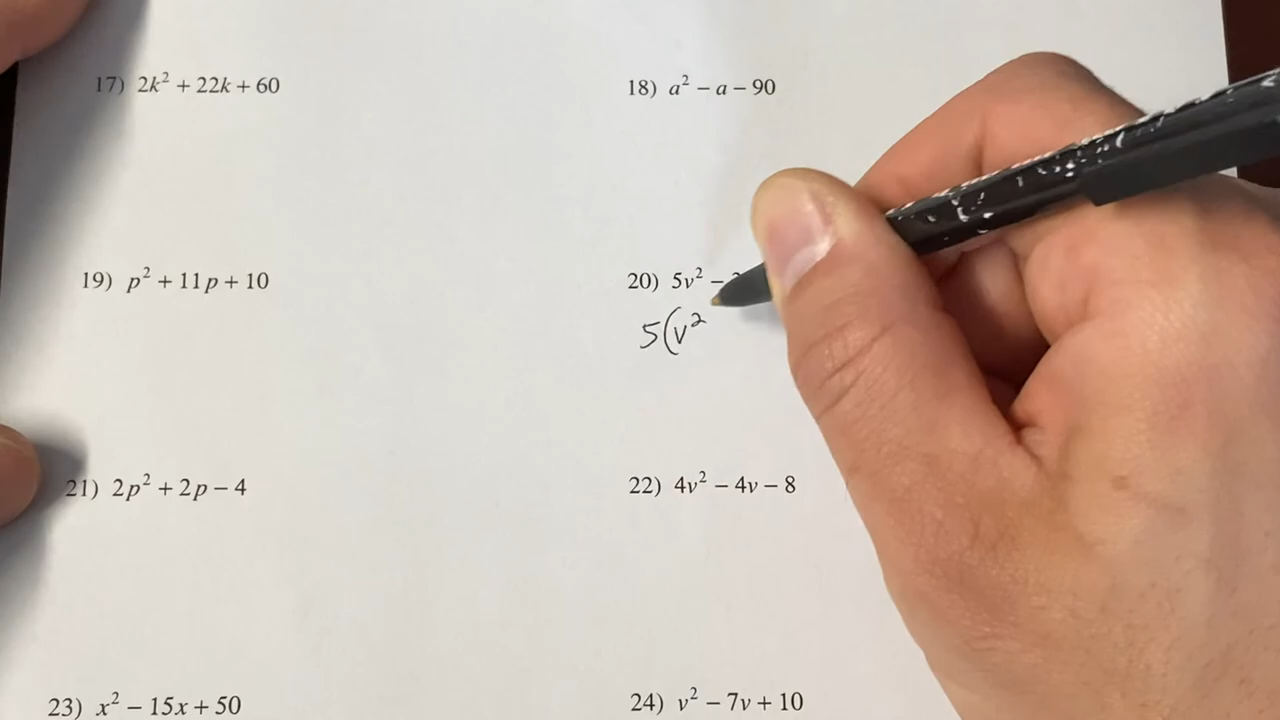 17) 2k² + 22k + 60
18) a² − a − 90
19) p² + 11p + 10
20) 5v² −
5(v²
21) 2p² + 2p − 4
22) 4v² − 4v − 8
23) x² − 15x + 50
24) v² − 7v + 10